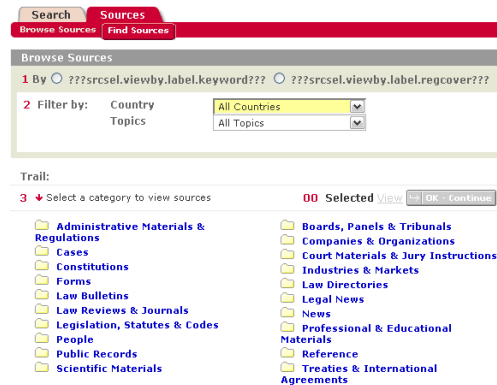 Search Sources
Browse Sources Find Sources
Browse Sources
1 By ???srcsel.viewby.label.keyword??? ???srcsel.viewby.label.regcover???
2 Filter by: Country All Countries
Topics All Topics
Trail:
3 Select a category to view sources 00 Selected View OK - Continue
Administrative Materials &
Regulations
Cases
Constitutions
Forms
Law Bulletins
Law Reviews & Journals
Legislation, Statutes & Codes
People
Public Records
Scientific Materials
Boards, Panels & Tribunals
Companies & Organizations
Court Materials & Jury Instructions
Industries & Markets
Law Directories
Legal News
News
Professional & Educational
Materials
Reference
Treaties & International
Agreements